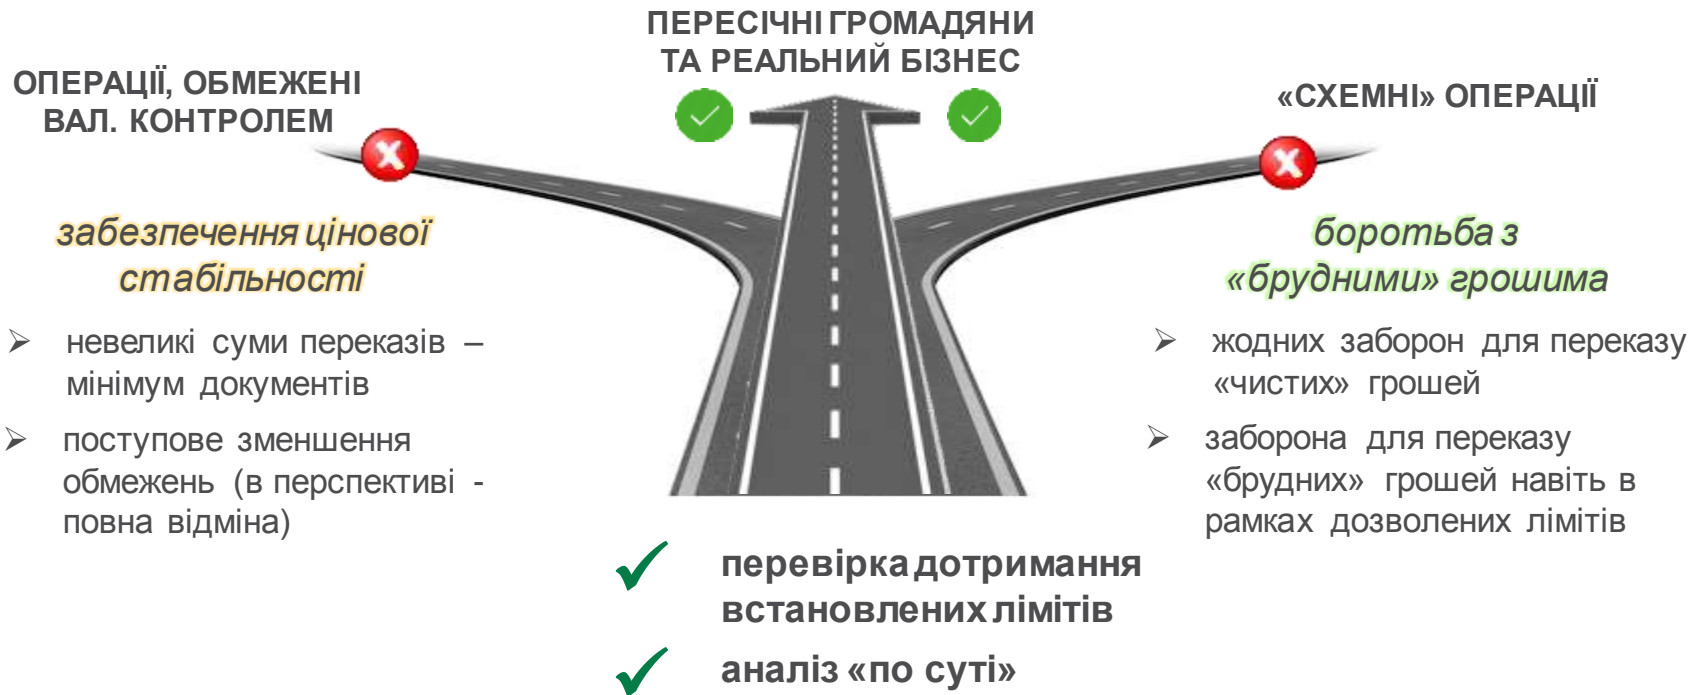 ПЕРЕСІЧНІ ГРОМАДЯНИ
ТА РЕАЛЬНИЙ БІЗНЕС
ОПЕРАЦІЇ, ОБМЕЖЕНІ
ВАЛ. КОНТРОЛЕМ
«СХЕМНІ» ОПЕРАЦІЇ
забезпечення цінової
стабільності
➢ невеликі суми переказів –
мінімум документів
➢ поступове зменшення
обмежень (в перспективі -
повна відміна)
боротьба з
«брудними» грошима
➢ жодних заборон для переказу
«чистих» грошей
➢ заборона для переказу
«брудних» грошей навіть в
рамках дозволених лімітів
перевірка дотримання
встановлених лімітів
аналіз «по суті»